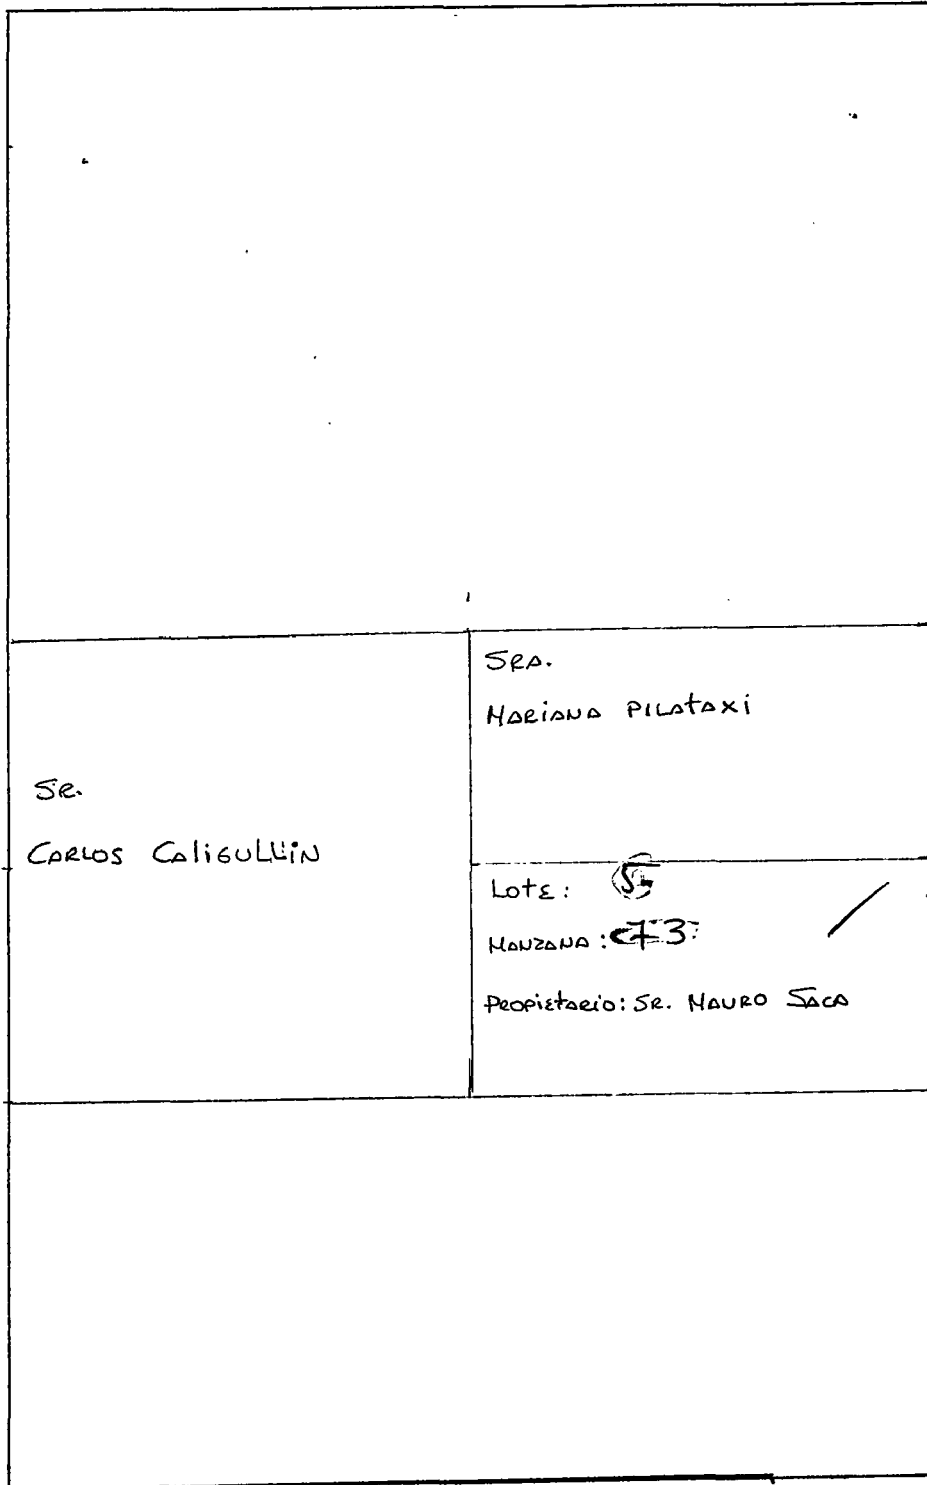 SRA.
MARIANA PILATAXI
SR.
CARLOS CALIGULLIN
LOTE: 5
MANZANA: 73
PROPIETARIO: SR. MAURO SACA